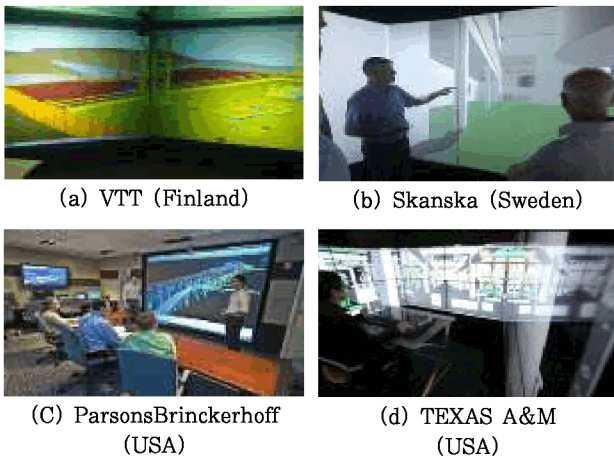 (a) VTT (Finland)
(b) Skanska (Sweden)
(C) ParsonsBrinckerhoff
(USA)
(d) TEXAS A&M
(USA)